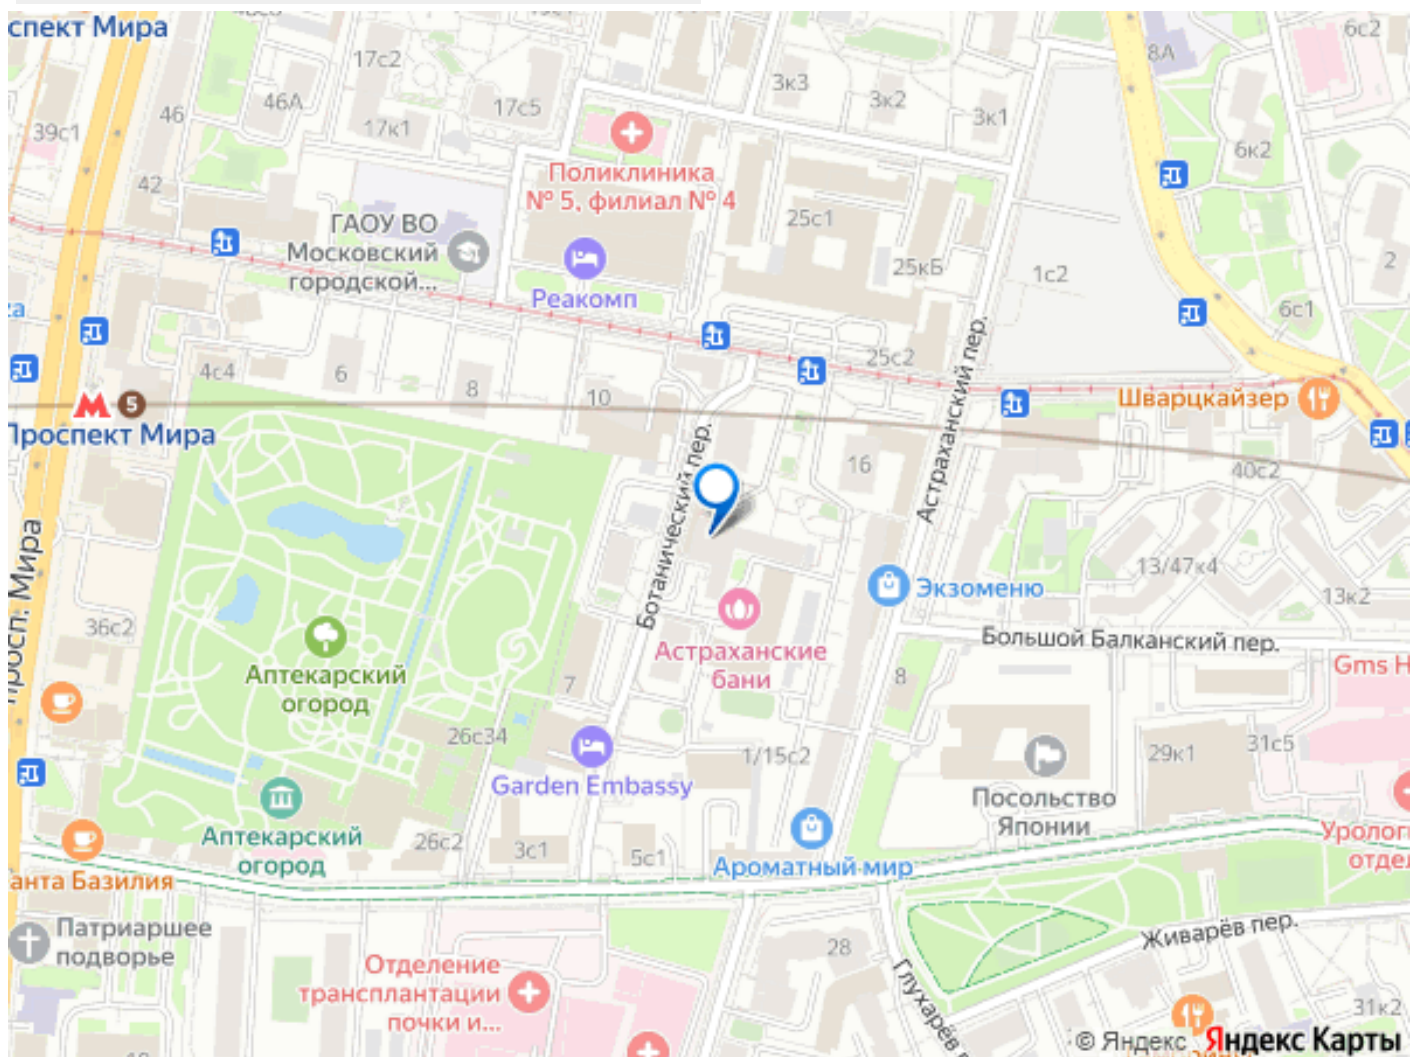 спект Мира
6с2
17с2
8А
3к3
46А
46
17с5
3к2
3к1
39с1
17к1
6к2
Поликлиника
№ 5, филиал № 4
42
ГАОУ ВО
Московский
городской...
25с1
25кБ
1с2
2
Реакомп
6с1
4с4
6
8
10
25с2
Астраханский пер.
Шварцкайзер
М 5
Проспект Мира
Ботанический пер.
16
40с2
просп. Мира
13/47к4
Экзоменю
13к2
36с2
Аптекарский
огород
Астраханские
бани
Большой Балканский пер.
Gms H
7
8
26с34
1/15с2
29к1
31с5
Garden Embassy
Посольство
Японии
Аптекарский
огород
26с2
3с1
5с1
Ароматный мир
Уролог
отдел
анта Базилия
Патриаршее
подворье
28
Живарёв пер.
Отделение
трансплантации
почки и...
Глухарёв п
31к2
© Яндекс Яндекс Карты